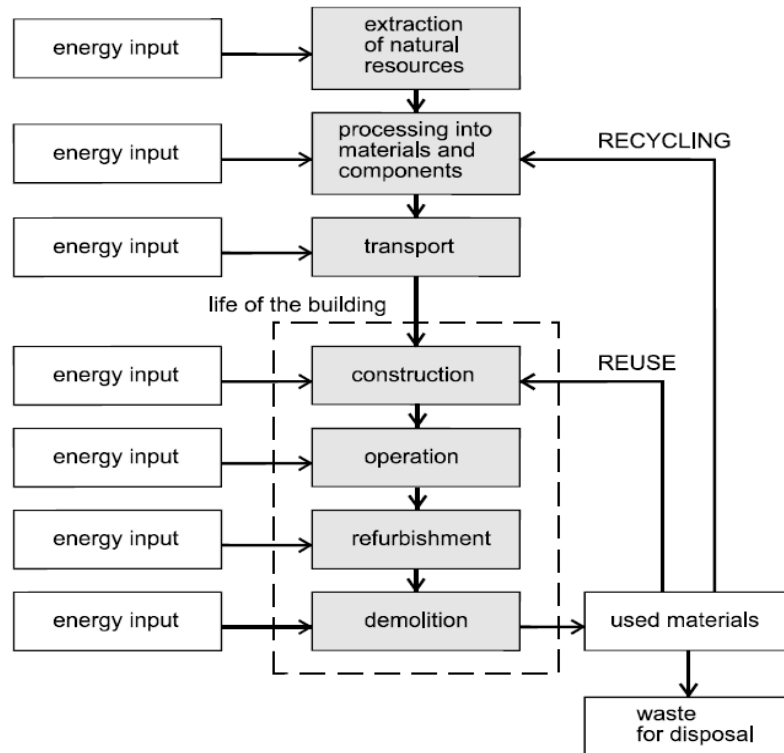 energy input
extraction
of natural
resources
energy input
processing into
materials and
components
RECYCLING
energy input
transport
life of the building
energy input
construction
REUSE
energy input
operation
energy input
refurbishment
energy input
demolition
used materials
waste
for disposal